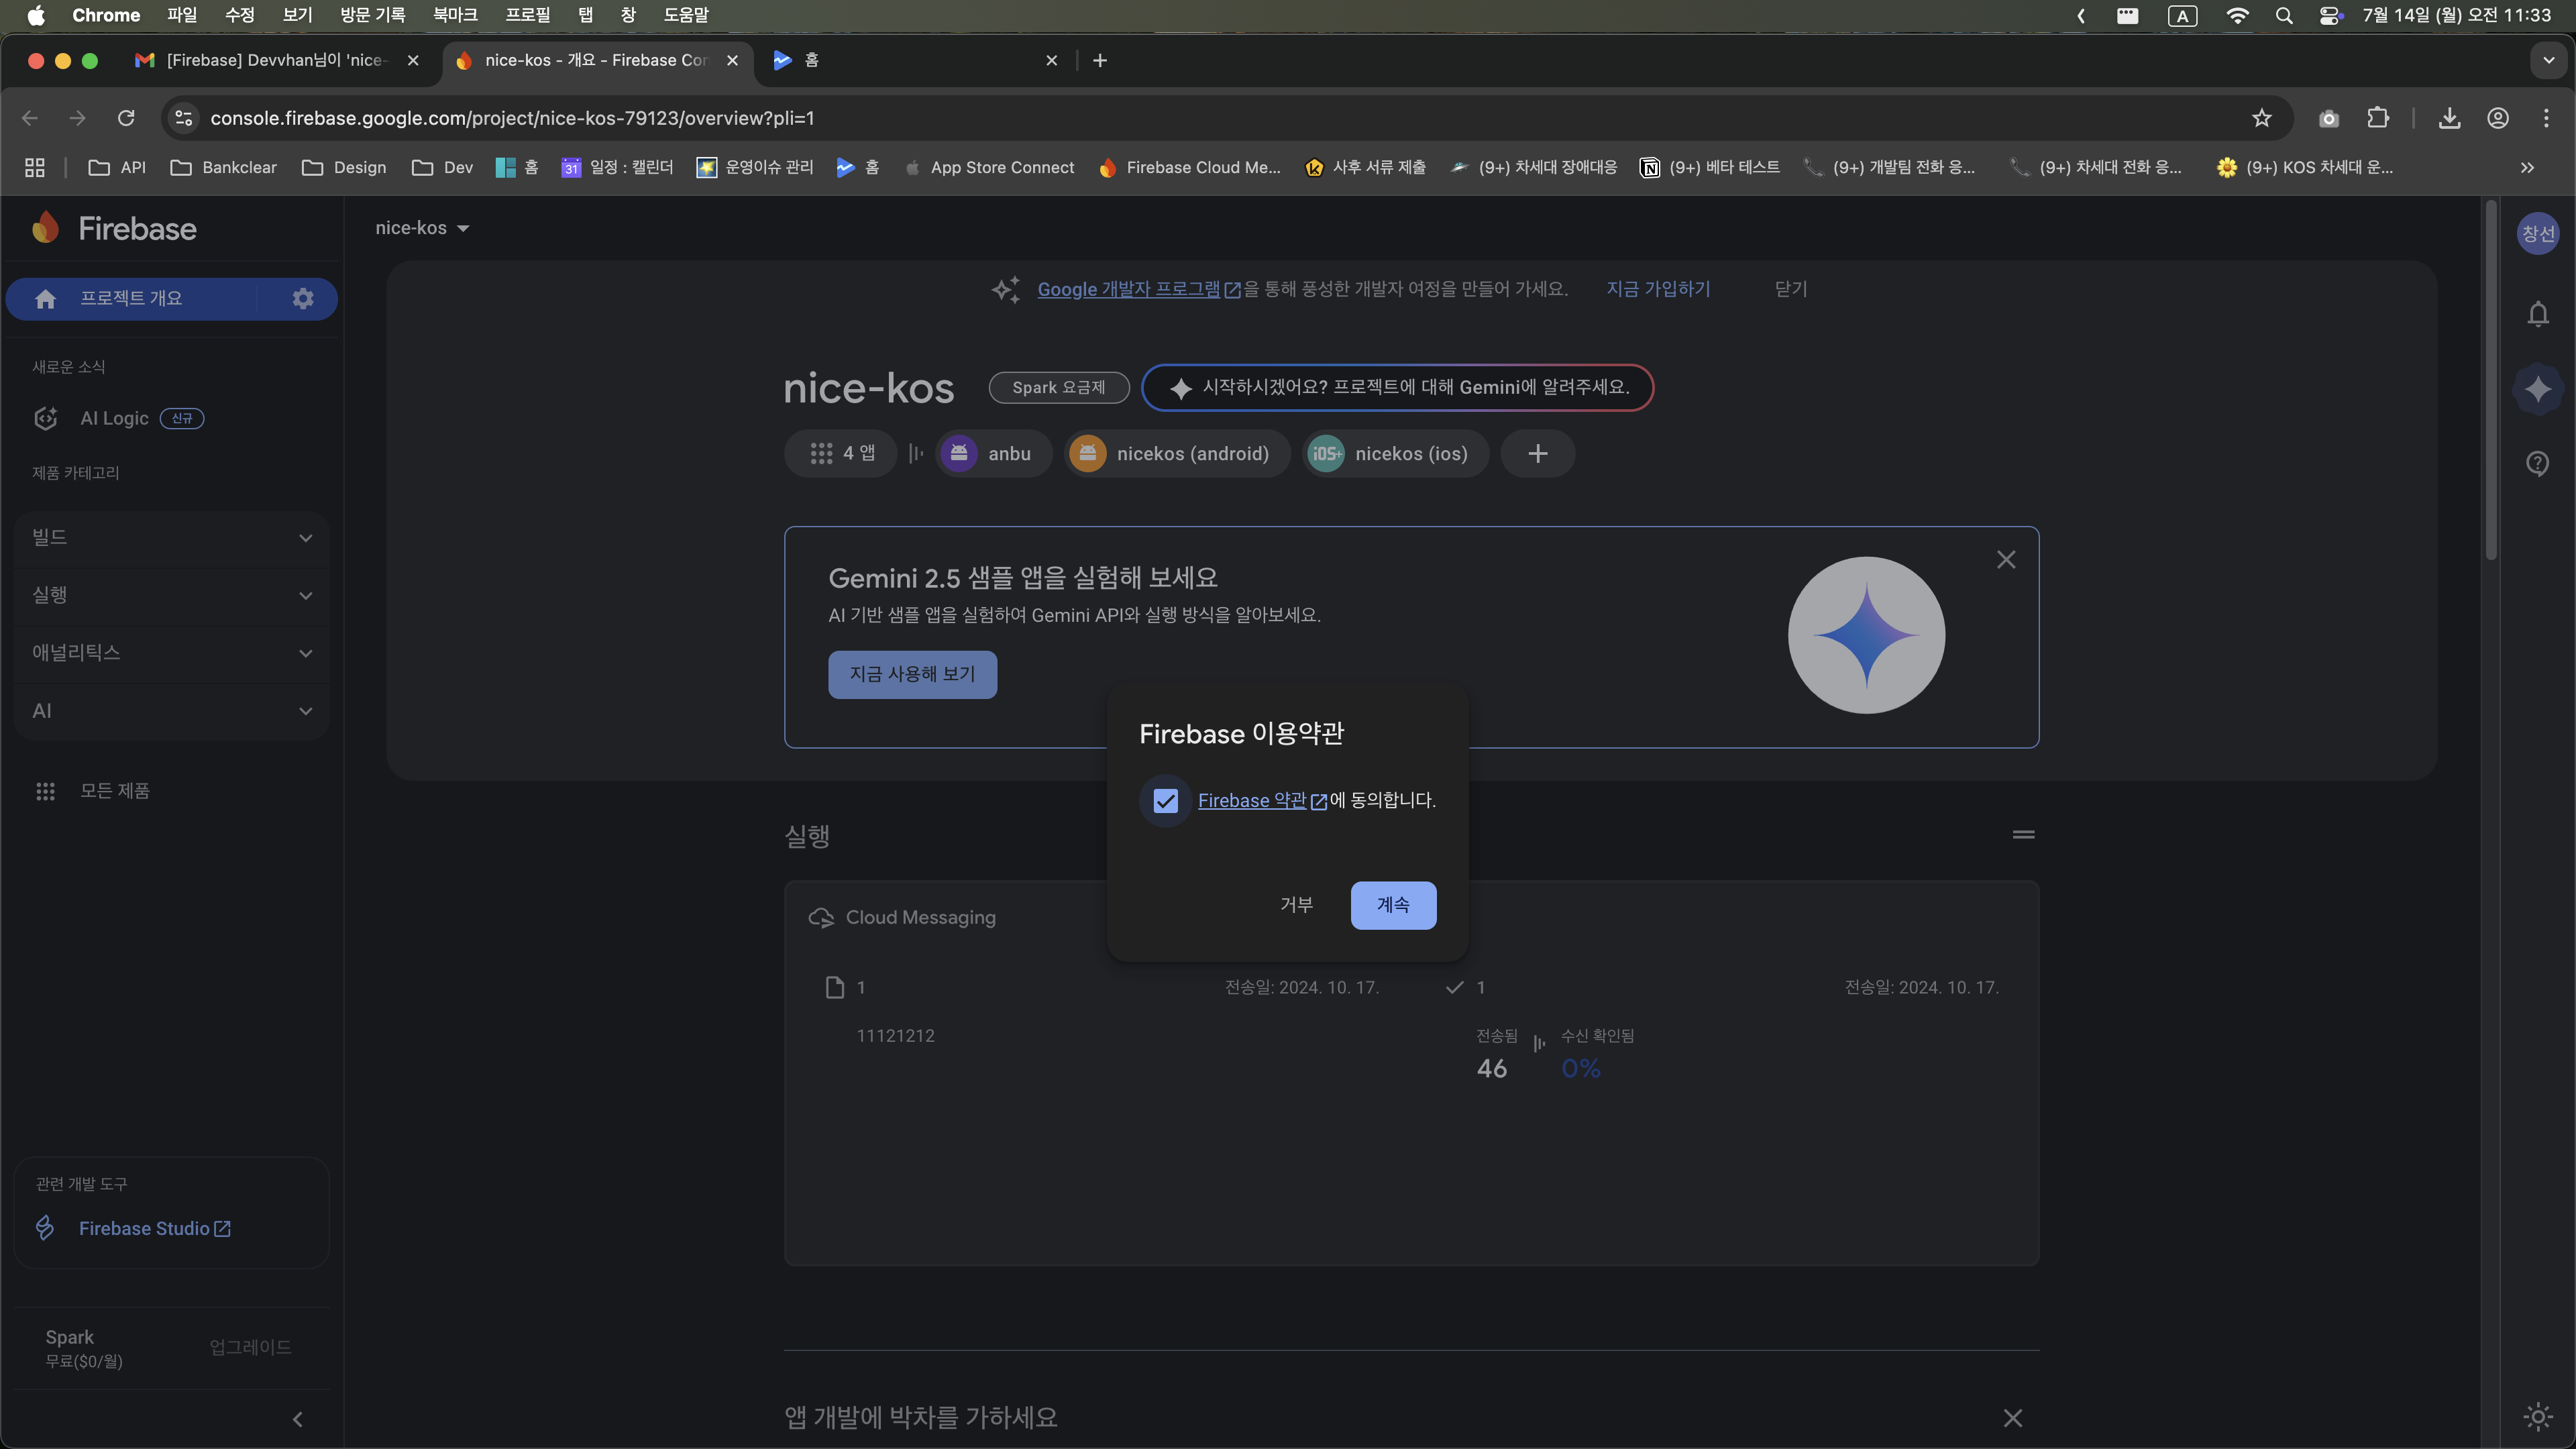 Chrome 파일 수정 보기 방문 기록 북마크 프로필 탭 창 도움말 A 7월 14일 (월) 오전 11:33
[Firebase] Devvhan님이 'nice- nice-kos - 개요 - Firebase Con 홈
console.firebase.google.com/project/nice-kos-79123/overview?pli=1
API Bankclear Design Dev 홈 31 일정 : 캘린더 운영이슈 관리 홈 App Store Connect Firebase Cloud Me... 사후 서류 제출 (9+) 차세대 장애대응 (9+) 베타 테스트 (9+) 개발팀 전화 응... (9+) 차세대 전화 응... (9+) KOS 차세대 운...
Firebase
nice-kos
창선
프로젝트 개요
Google 개발자 프로그램을 통해 풍성한 개발자 여정을 만들어 가세요. 지금 가입하기 닫기
새로운 소식
AI Logic 신규
제품 카테고리
빌드
실행
애널리틱스
AI
모든 제품
관련 개발 도구
Firebase Studio
Spark
무료($0/월)
업그레이드
nice-kos Spark 요금제 시작하시겠어요? 프로젝트에 대해 Gemini에 알려주세요.
4 앱 anbu nicekos (android) iOS+ nicekos (ios)
Gemini 2.5 샘플 앱을 실험해 보세요
AI 기반 샘플 앱을 실험하여 Gemini API와 실행 방식을 알아보세요.
지금 사용해 보기
Firebase 이용약관
Firebase 약관에 동의합니다.
거부 계속
실행
Cloud Messaging
1 전송일: 2024. 10. 17. 1 전송일: 2024. 10. 17.
11121212
전송됨 수신 확인됨
46 0%
앱 개발에 박차를 가하세요